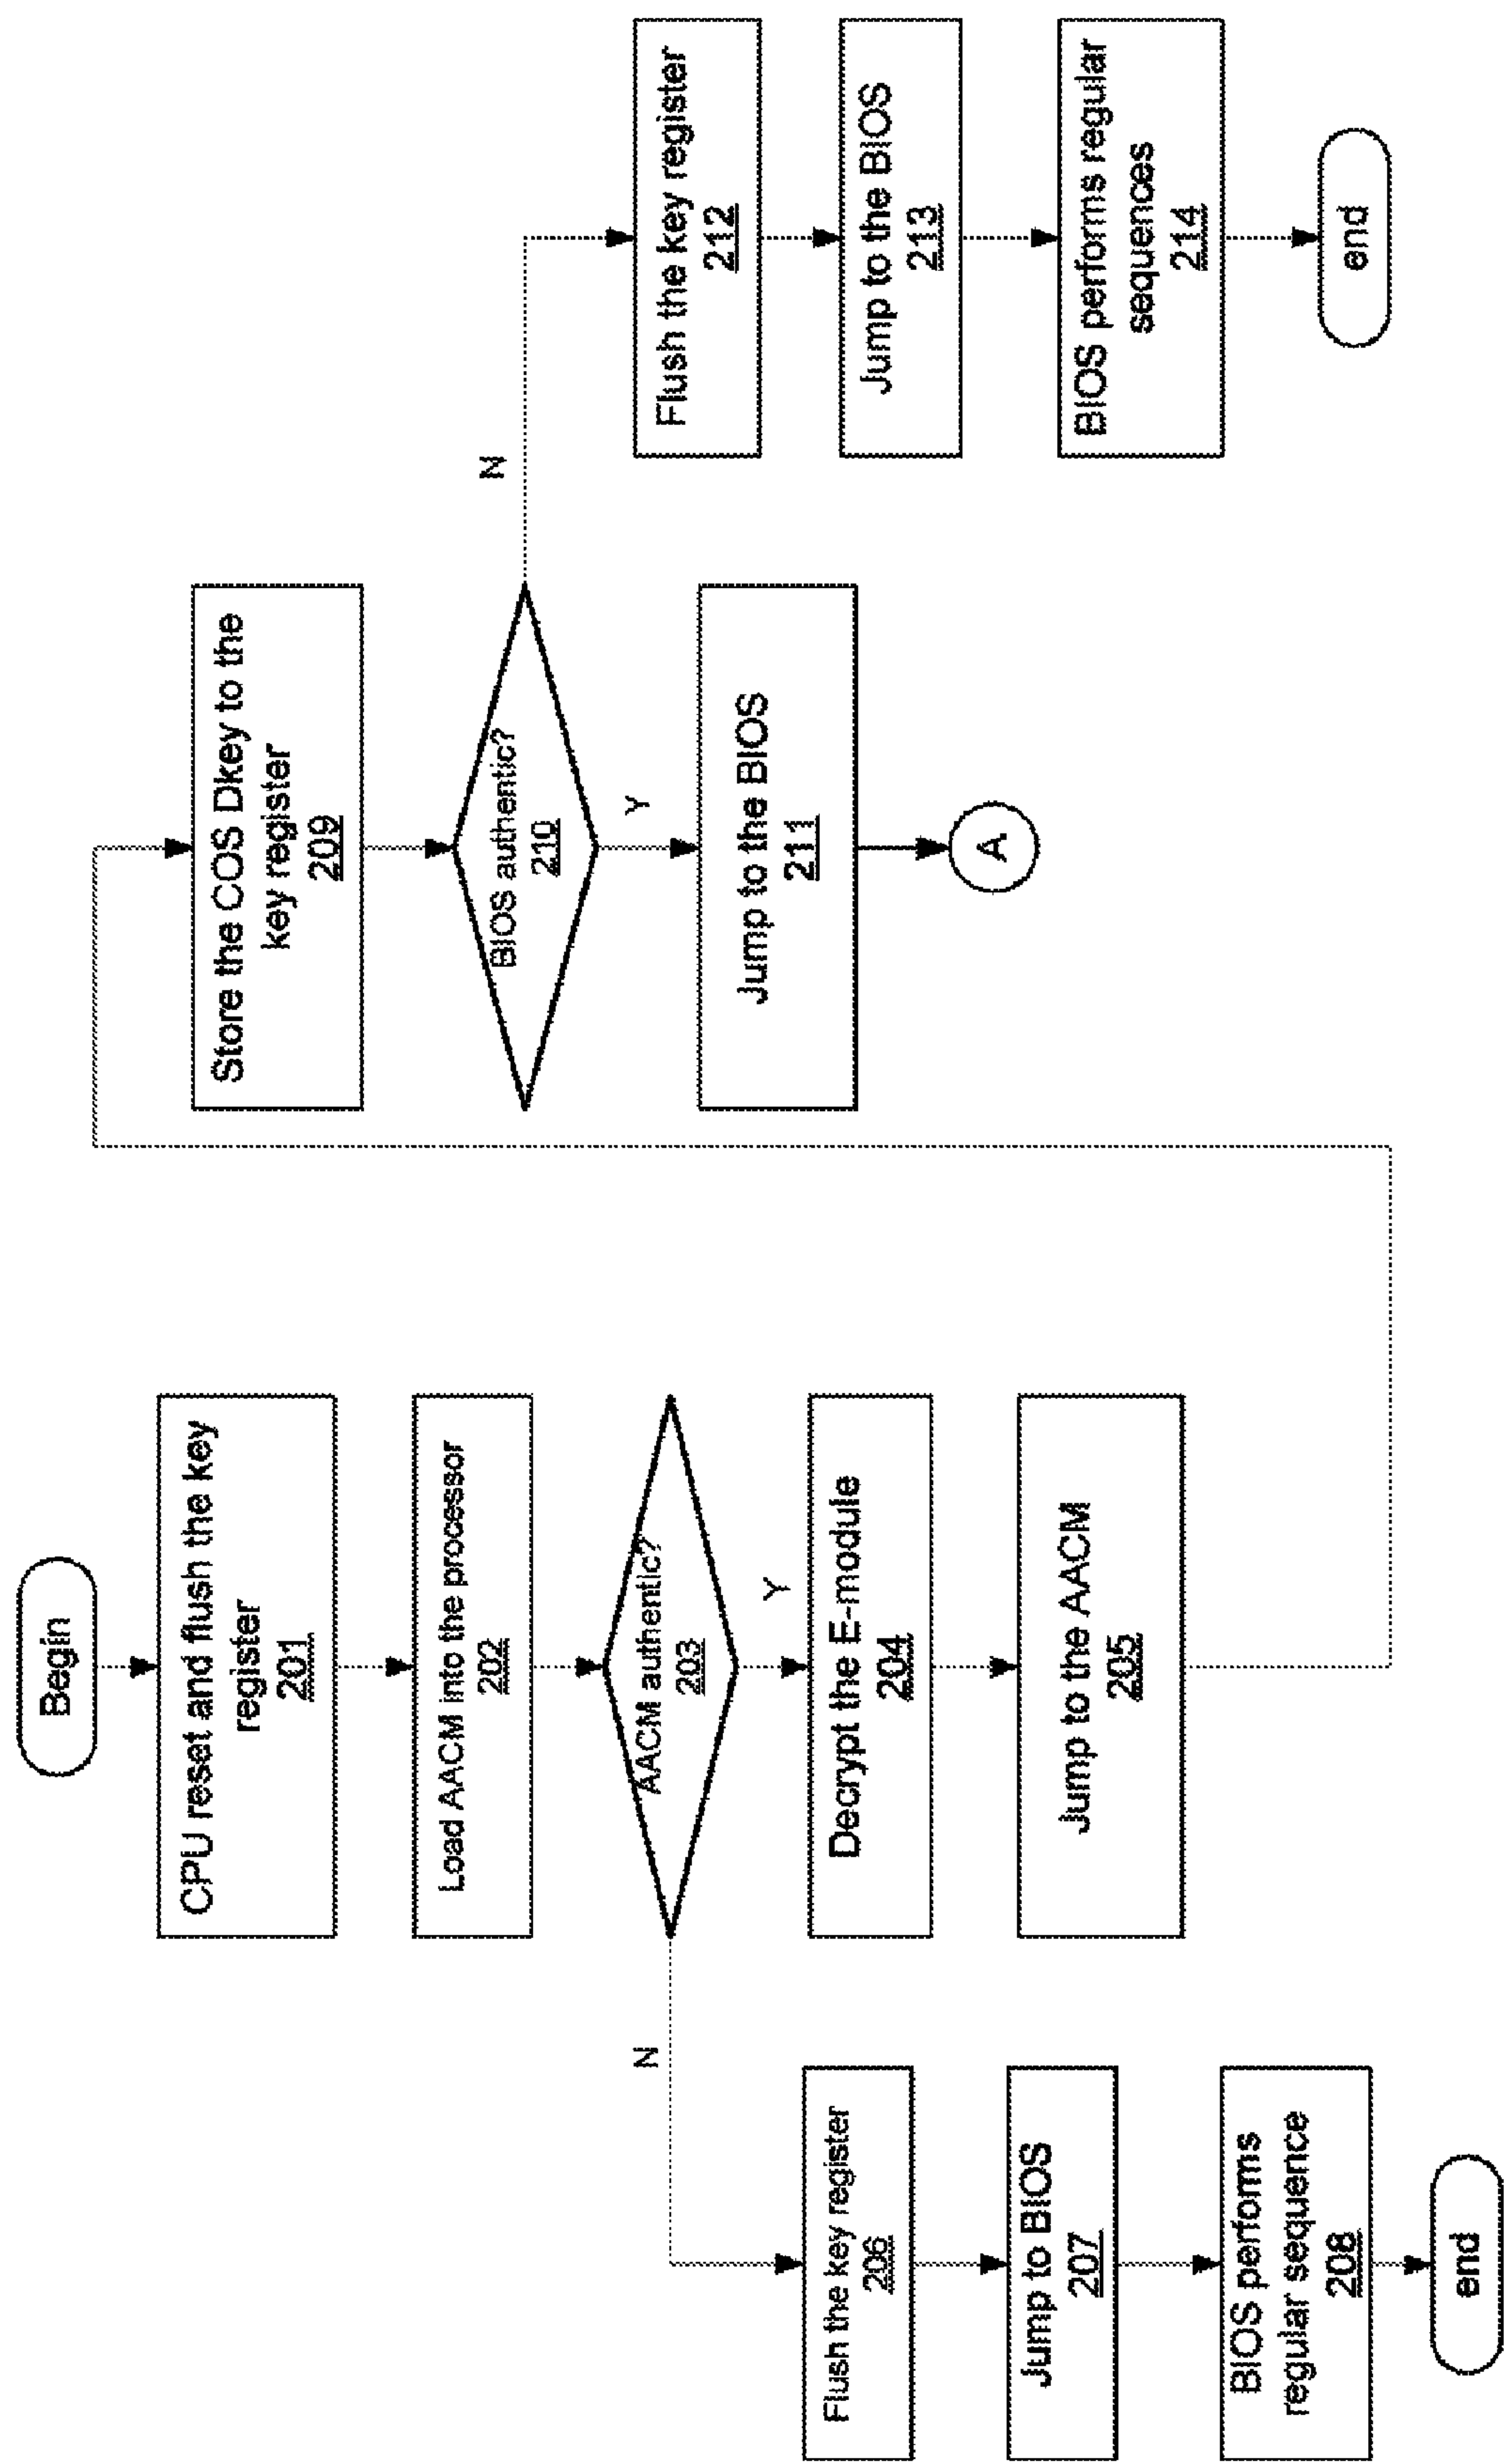 Begin
CPU reset and flush the key
register
201
Load AACM into the processor
202
AACM authentic?
203
N
Y
Flush the key register
206
Jump to BIOS
207
BIOS performs
regular sequence
208
end
Decrypt the E-module
204
Jump to the AACM
205
Store the COS Dkey to the
key register
209
BIOS authentic?
210
N
Y
Jump to the BIOS
211
A
Flush the key register
212
Jump to the BIOS
213
BIOS performs regular
sequences
214
end